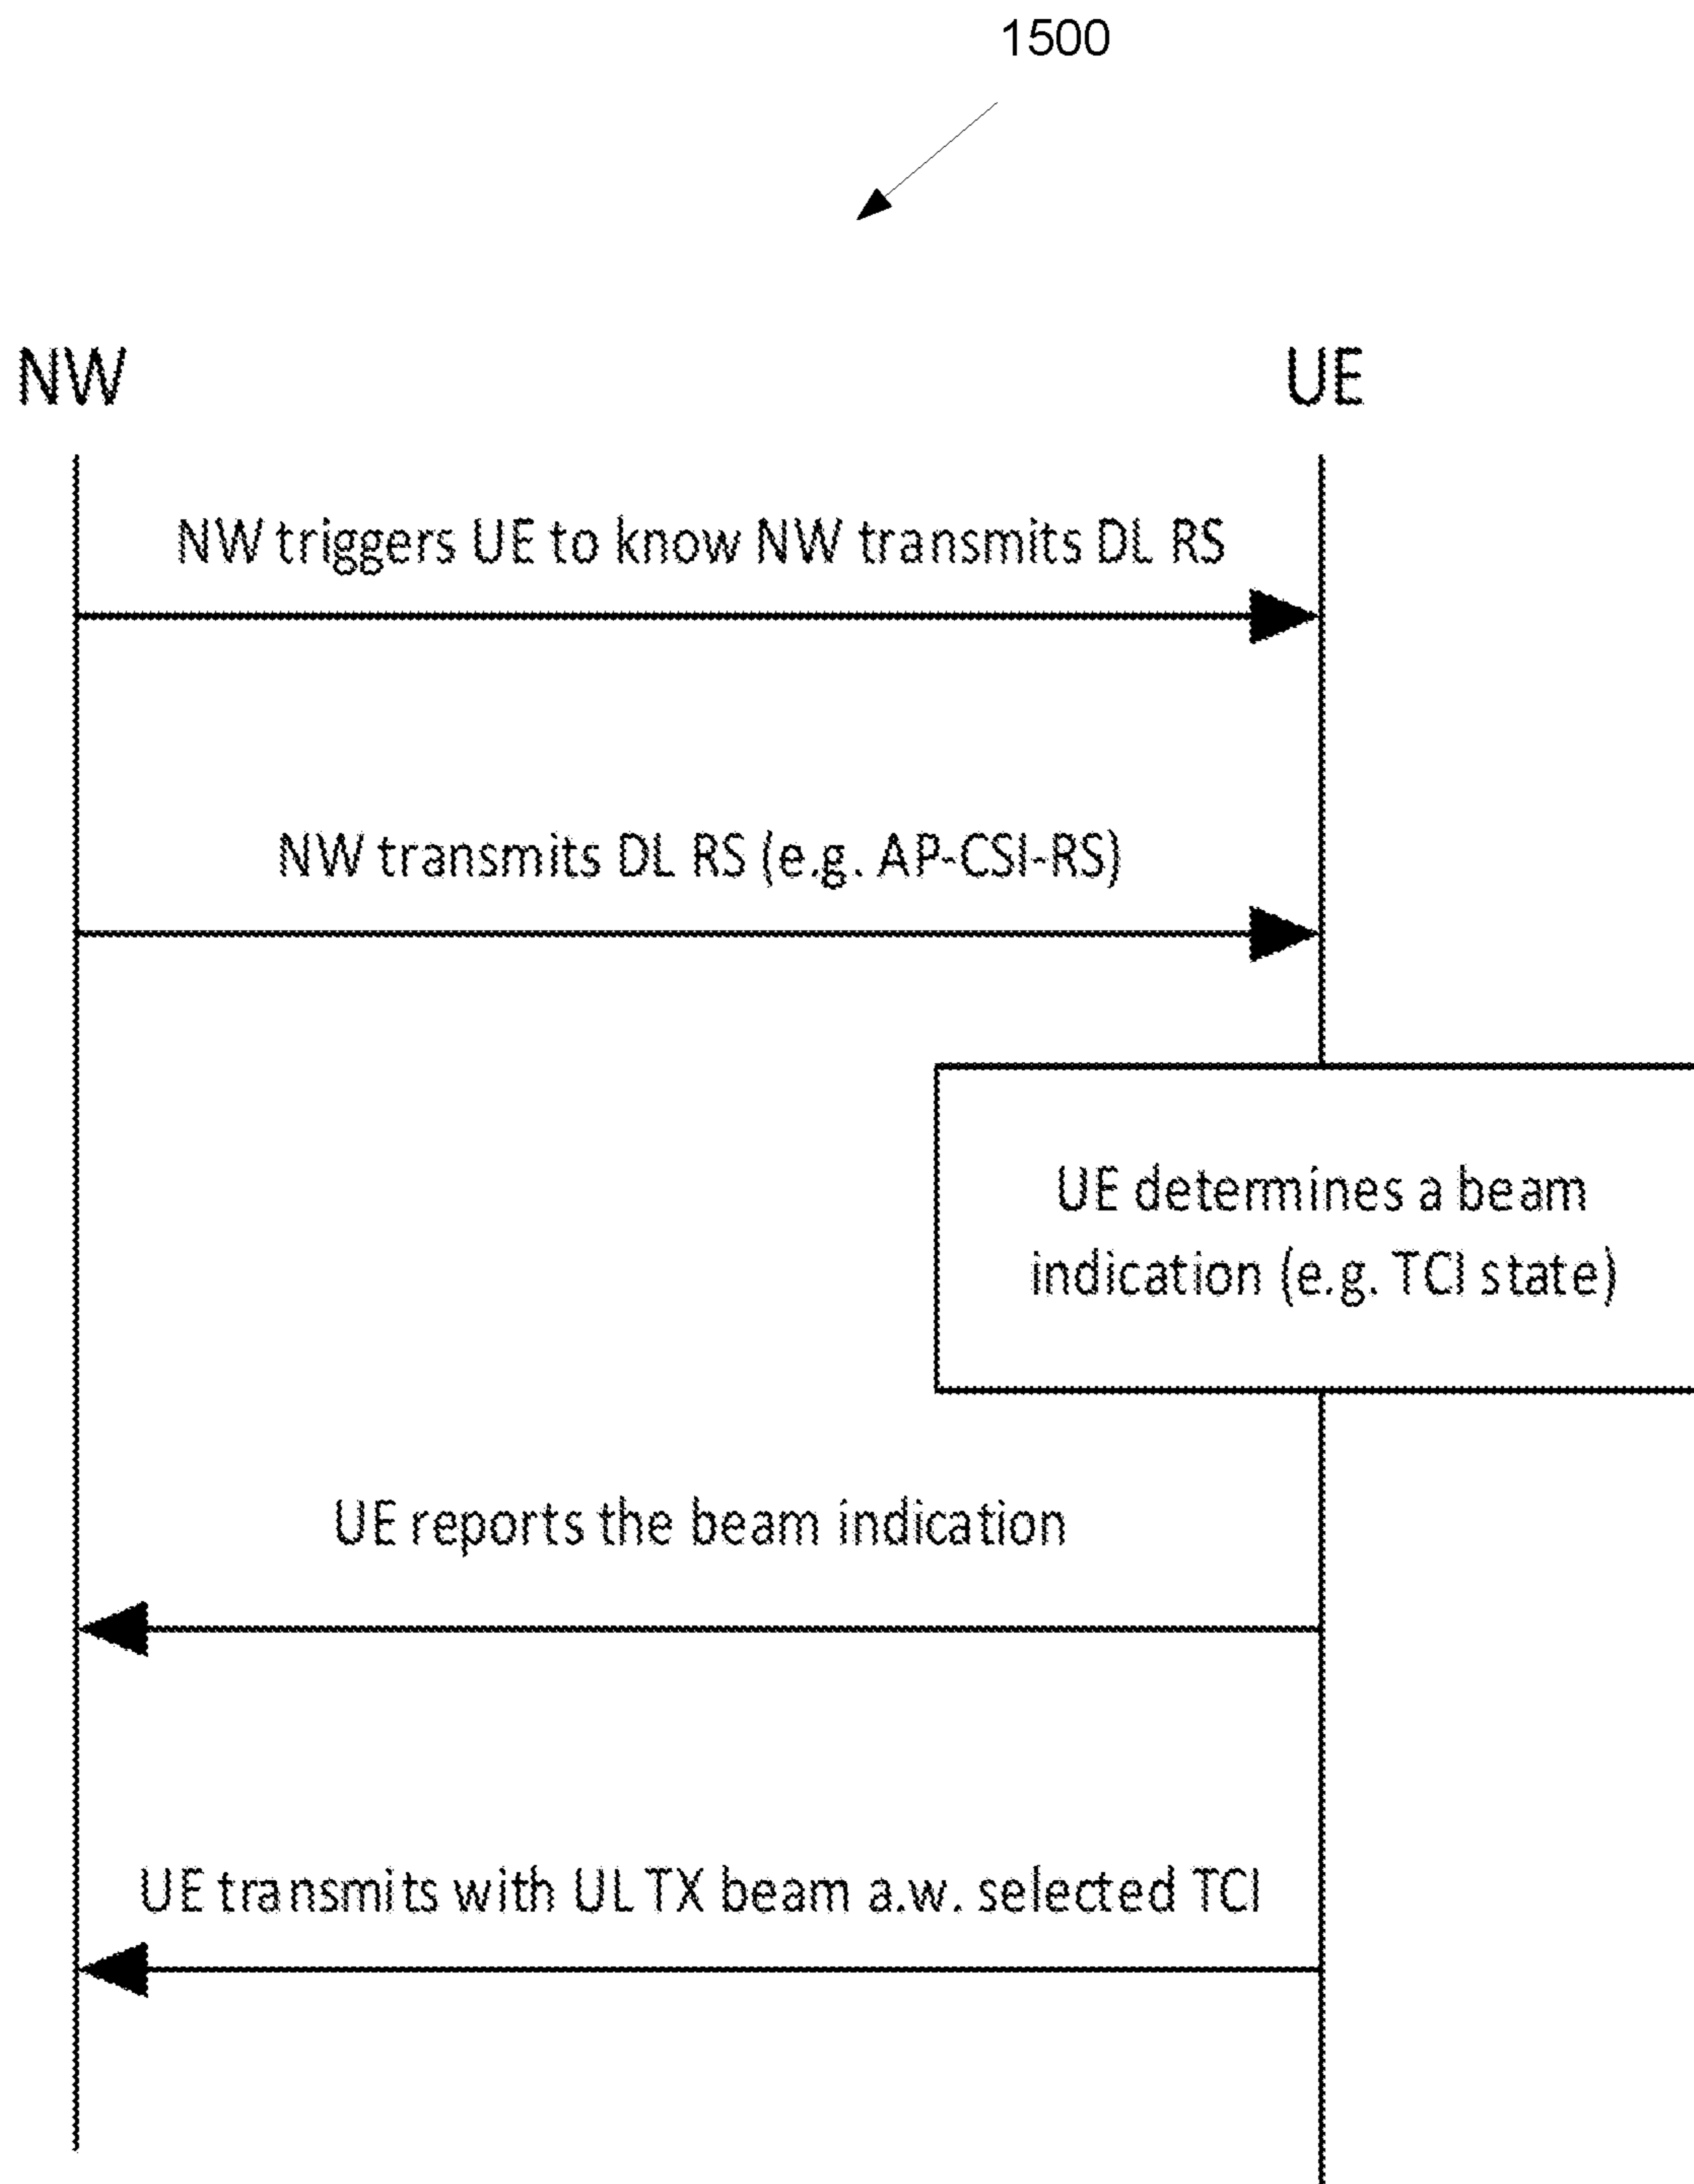 1500
NW
UE
NW triggers UE to know NW transmits DL RS
NW transmits DL RS (e.g. AP-CSI-RS)
UE determines a beam
indication (e.g. TCI state)
UE reports the beam indication
UE transmits with UL TX beam a.w. selected TCI